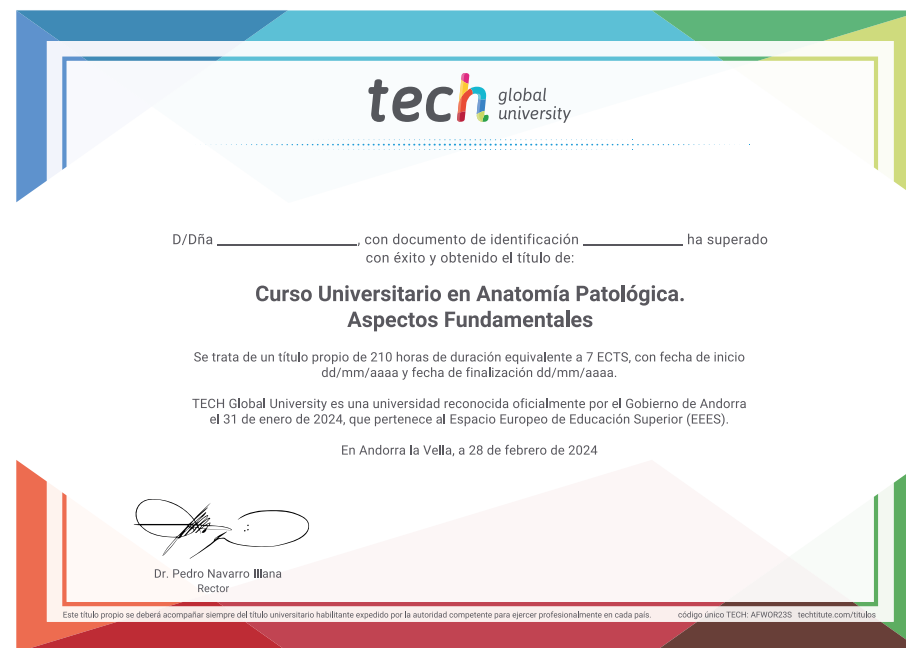 tech global university
D/Dña ______________, con documento de identificación __________ ha superado
con éxito y obtenido el título de:
Curso Universitario en Anatomía Patológica.
Aspectos Fundamentales
Se trata de un título propio de 210 horas de duración equivalente a 7 ECTS, con fecha de inicio
dd/mm/aaaa y fecha de finalización dd/mm/aaaa.
TECH Global University es una universidad reconocida oficialmente por el Gobierno de Andorra
el 31 de enero de 2024, que pertenece al Espacio Europeo de Educación Superior (EEES).
En Andorra la Vella, a 28 de febrero de 2024
Dr. Pedro Navarro Illana
Rector
Este título propio se deberá acompañar siempre del título universitario habilitante expedido por la autoridad competente para ejercer profesionalmente en cada país. código único TECH: AFWOR23S techtitute.com/titulos